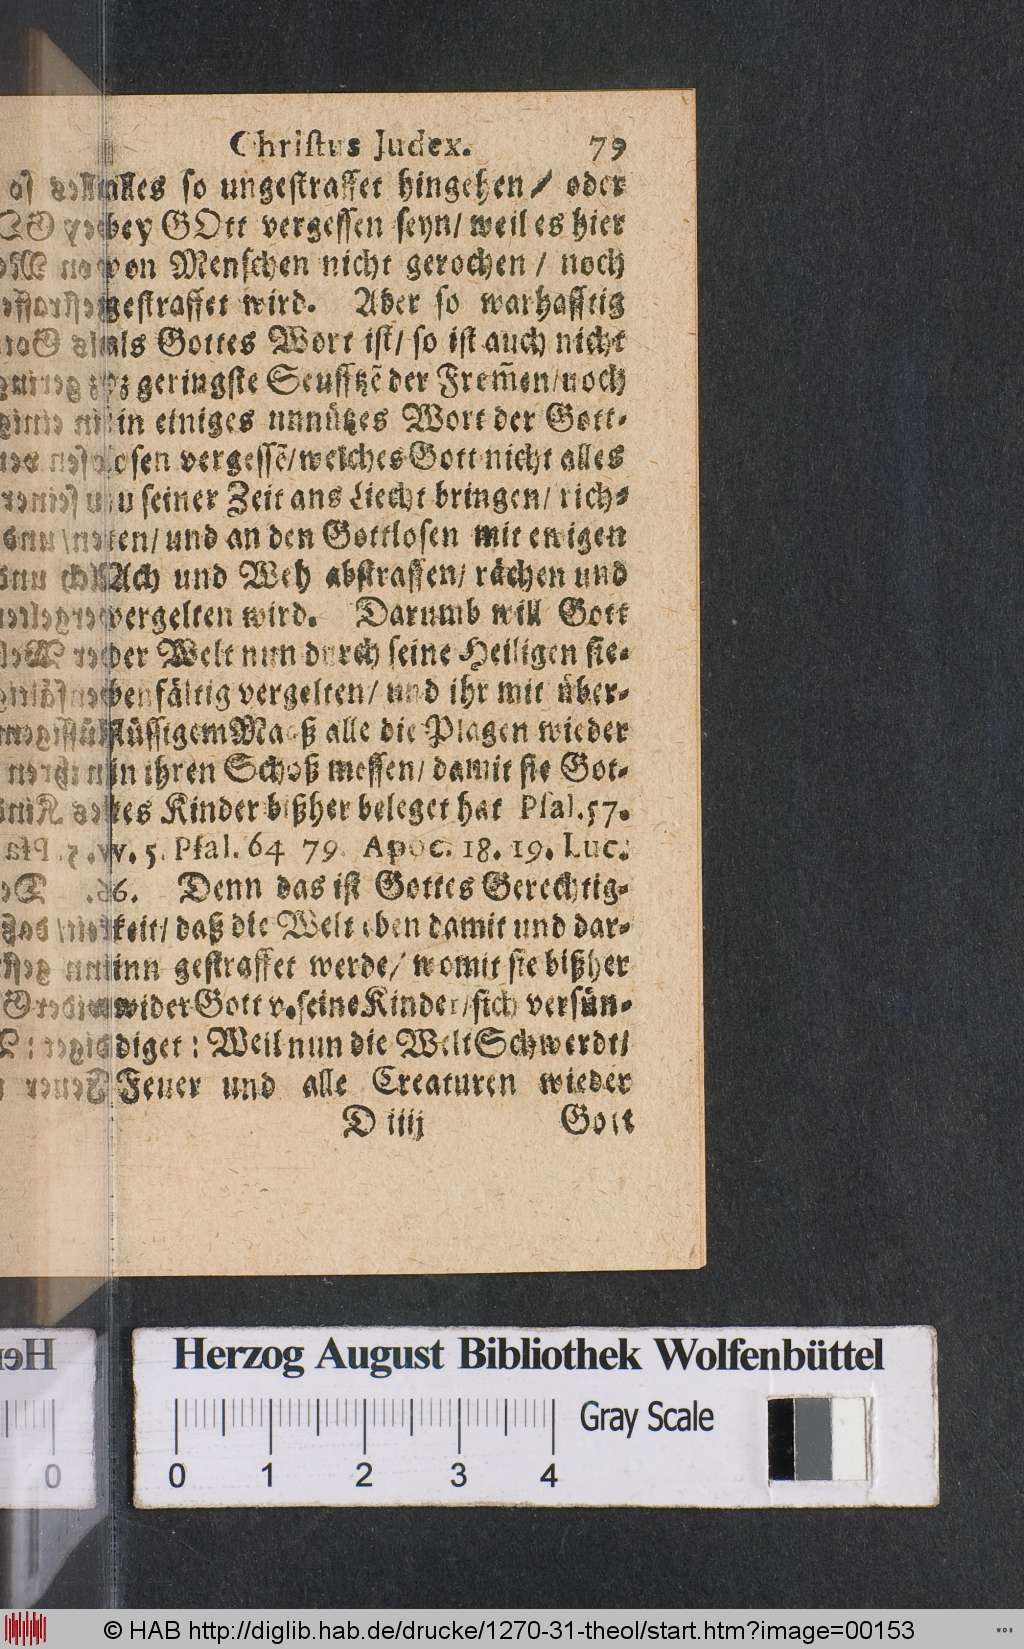 Christus Judex. 79
alles so ungestraffet hingehen / oder
bey GOtt vergessen seyn / weil es hier
von Menschen nicht gerochen / noch
gestraffet wird. Aber so warhafftig
als Gottes Wort ist / so ist auch nicht
geringste Seufftzẽ der From̃en / noch
in einiges unnützes Wort der Gott-
losen vergessẽ / welches Gott nicht alles
zu seiner Zeit ans Liecht bringen / rich-
ten / und an den Gottlosen mit ewigen
Ach und Weh abstraffen / rächen und
vergelten wird. Darumb will Gott
der Welt nun durch seine Heiligen sie-
benfältig vergelten / und ihr mit über-
flüssigem Maaß alle die Plagen wieder
in ihren Schoß messen / damit sie Got-
tes Kinder bißher beleget hat Psal. 57.
v. 5. Psal. 64 79. Apoc. 18. 19. Luc.
6. Denn das ist Gottes Gerechtig-
keit / daß die Welt eben damit und dar-
inn gestraffet werde / womit sie bißher
wider Gott v. seine Kinder / sich versün-
diget : Weil nun die Welt Schwerdt /
Feuer und alle Creaturen wieder
D iiij Gott
Herzog August Bibliothek Wolfenbüttel
Gray Scale
0 1 2 3 4
© HAB http://diglib.hab.de/drucke/1270-31-theol/start.htm?image=00153